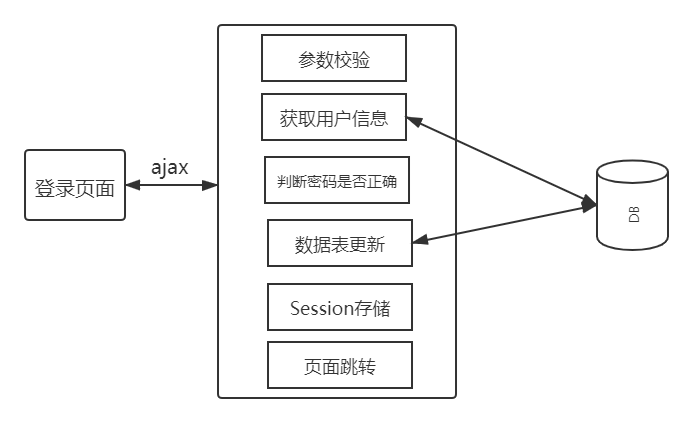 参数校验
获取用户信息
ajax
登录页面
判断密码是否正确
DB
数据表更新
Session存储
页面跳转